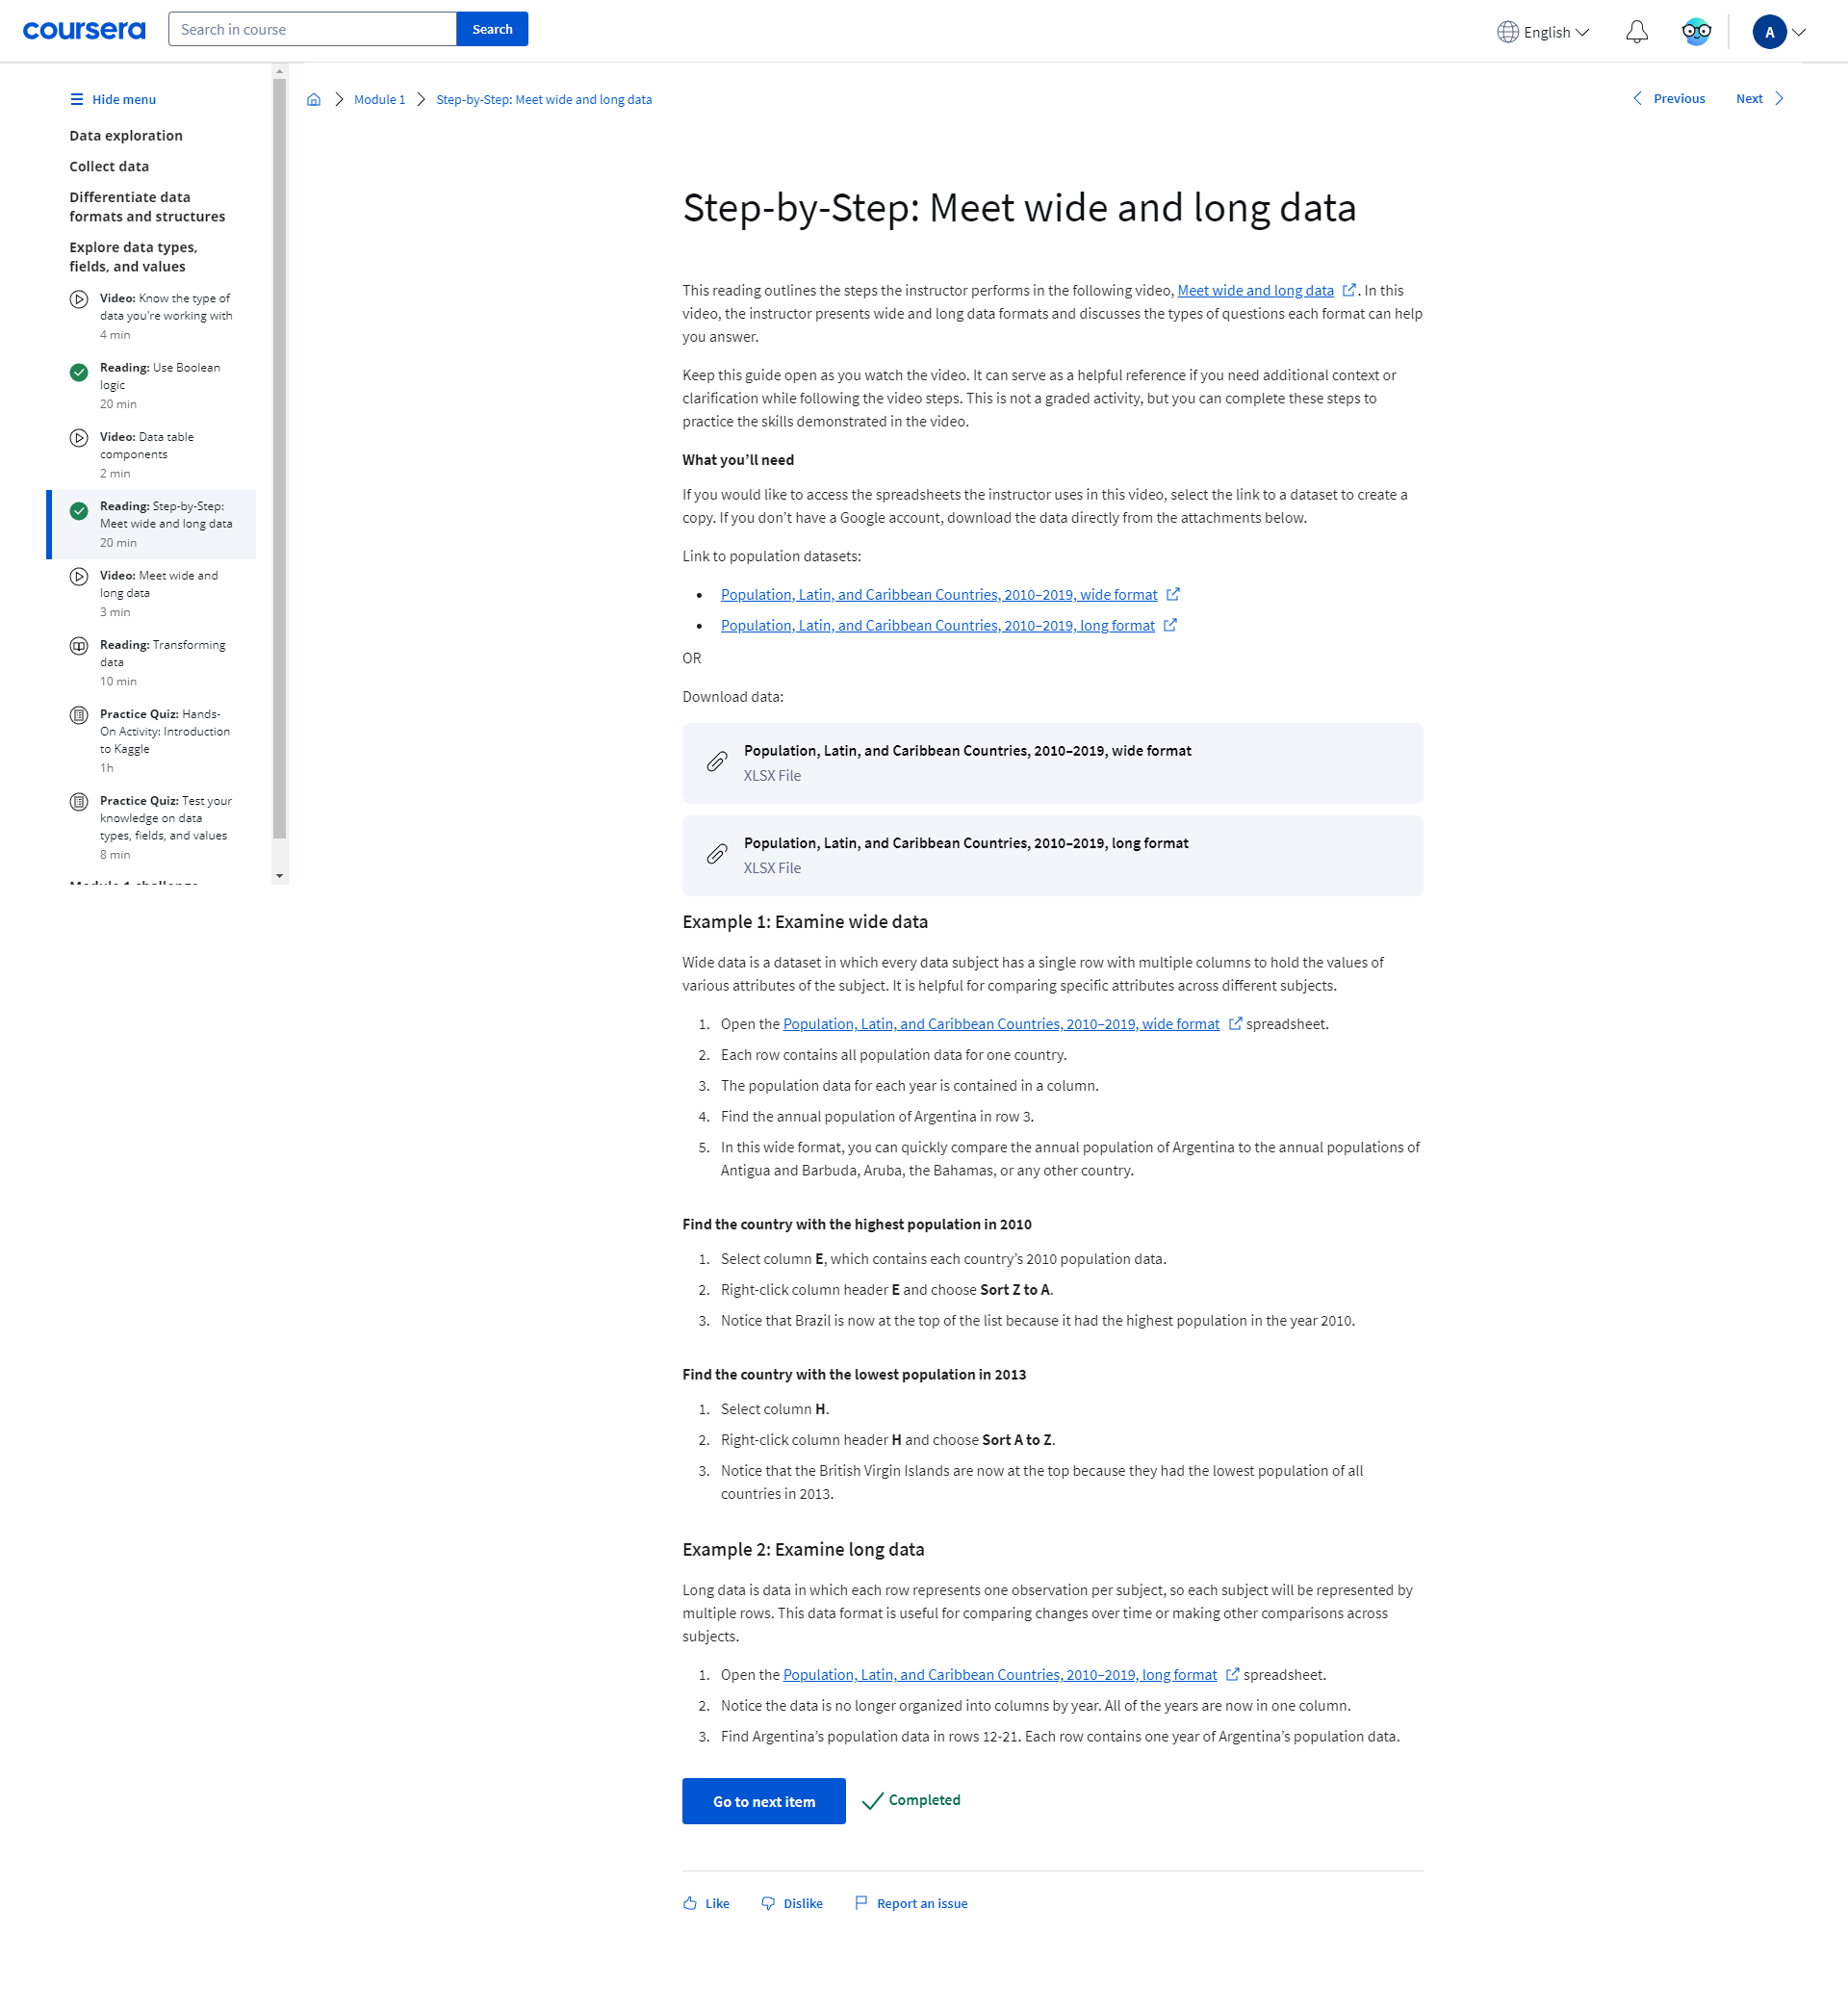 coursera
Search in course
Search
English
A
Hide menu
Data exploration
Collect data
Differentiate data
formats and structures
Explore data types,
fields, and values
Video: Know the type of
data you're working with
4 min
Reading: Use Boolean
logic
20 min
Video: Data table
components
2 min
Reading: Step-by-Step:
Meet wide and long data
20 min
Video: Meet wide and
long data
3 min
Reading: Transforming
data
10 min
Practice Quiz: Hands-
On Activity: Introduction
to Kaggle
1h
Practice Quiz: Test your
knowledge on data
types, fields, and values
8 min
Module 1 challenge
Module 1
Step-by-Step: Meet wide and long data
Previous
Next
Step-by-Step: Meet wide and long data
This reading outlines the steps the instructor performs in the following video, Meet wide and long data. In this
video, the instructor presents wide and long data formats and discusses the types of questions each format can help
you answer.
Keep this guide open as you watch the video. It can serve as a helpful reference if you need additional context or
clarification while following the video steps. This is not a graded activity, but you can complete these steps to
practice the skills demonstrated in the video.
What you’ll need
If you would like to access the spreadsheets the instructor uses in this video, select the link to a dataset to create a
copy. If you don’t have a Google account, download the data directly from the attachments below.
Link to population datasets:
• Population, Latin, and Caribbean Countries, 2010–2019, wide format
• Population, Latin, and Caribbean Countries, 2010–2019, long format
OR
Download data:
Population, Latin, and Caribbean Countries, 2010–2019, wide format
XLSX File
Population, Latin, and Caribbean Countries, 2010–2019, long format
XLSX File
Example 1: Examine wide data
Wide data is a dataset in which every data subject has a single row with multiple columns to hold the values of
various attributes of the subject. It is helpful for comparing specific attributes across different subjects.
1. Open the Population, Latin, and Caribbean Countries, 2010–2019, wide format spreadsheet.
2. Each row contains all population data for one country.
3. The population data for each year is contained in a column.
4. Find the annual population of Argentina in row 3.
5. In this wide format, you can quickly compare the annual population of Argentina to the annual populations of
Antigua and Barbuda, Aruba, the Bahamas, or any other country.
Find the country with the highest population in 2010
1. Select column E, which contains each country’s 2010 population data.
2. Right-click column header E and choose Sort Z to A.
3. Notice that Brazil is now at the top of the list because it had the highest population in the year 2010.
Find the country with the lowest population in 2013
1. Select column H.
2. Right-click column header H and choose Sort A to Z.
3. Notice that the British Virgin Islands are now at the top because they had the lowest population of all
countries in 2013.
Example 2: Examine long data
Long data is data in which each row represents one observation per subject, so each subject will be represented by
multiple rows. This data format is useful for comparing changes over time or making other comparisons across
subjects.
1. Open the Population, Latin, and Caribbean Countries, 2010–2019, long format spreadsheet.
2. Notice the data is no longer organized into columns by year. All of the years are now in one column.
3. Find Argentina’s population data in rows 12-21. Each row contains one year of Argentina’s population data.
Go to next item
Completed
Like
Dislike
Report an issue